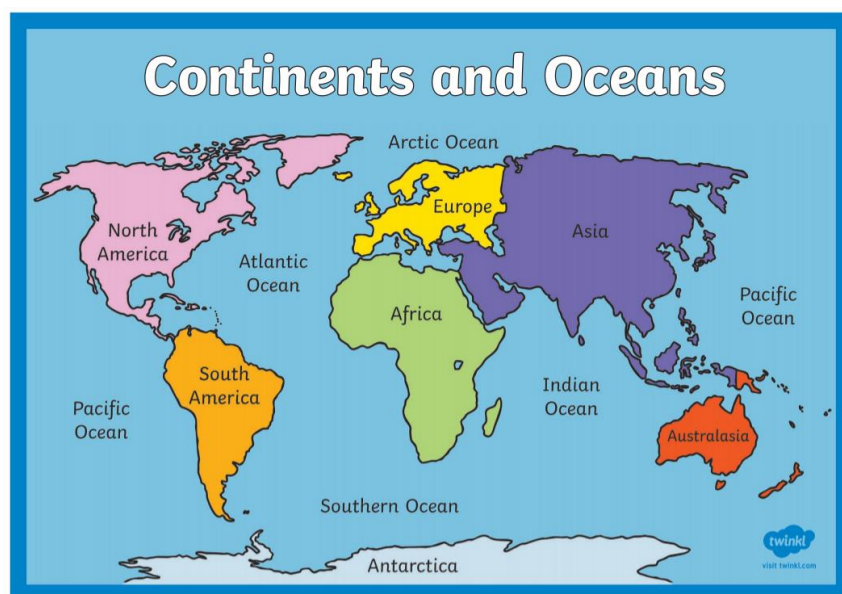 Continents and Oceans
Arctic Ocean
North
America
Europe
Asia
Atlantic
Ocean
Africa
Pacific
Ocean
South
America
Indian
Ocean
Pacific
Ocean
Australasia
Southern Ocean
Antarctica
twinkl
visit twinkl.com